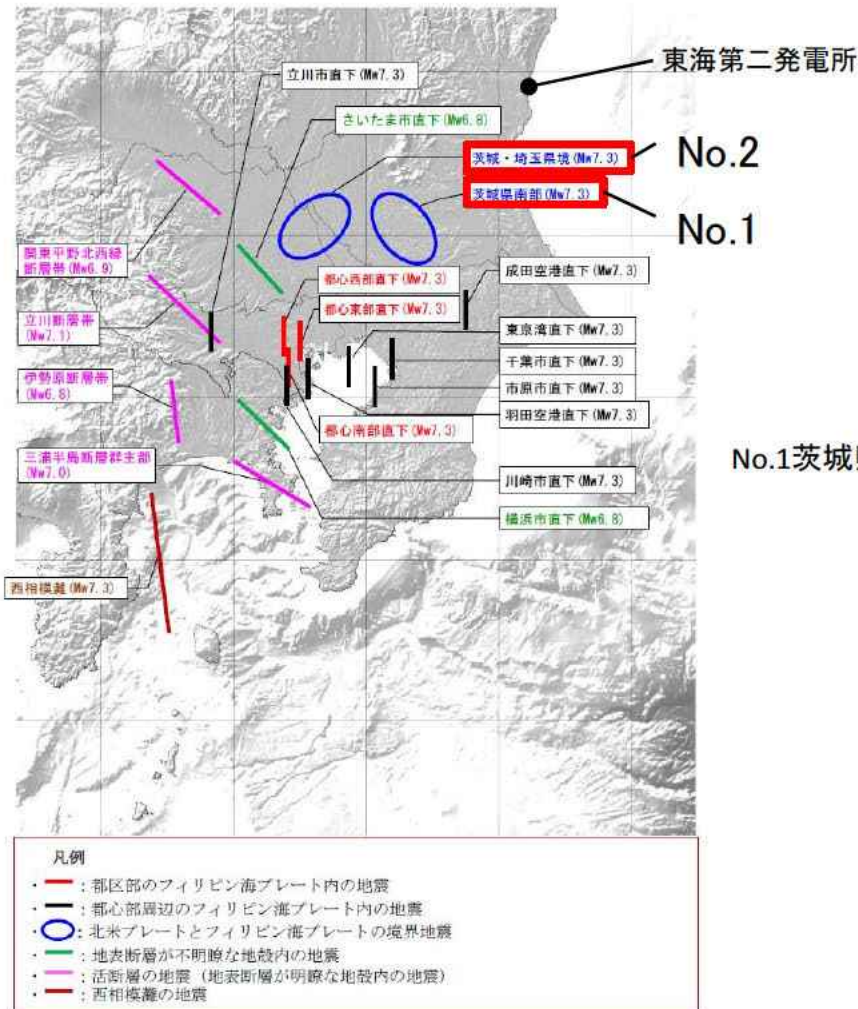 東海第二発電所
立川市直下(Mw7.3)
さいたま市直下(Mw6.8)
茨城・埼玉県境(Mw7.3)
No.2
茨城県南部(Mw7.3)
No.1
関東平野北西縁
断層帯(Mw6.9)
都心西部直下(Mw7.3)
成田空港直下(Mw7.3)
都心東部直下(Mw7.3)
立川断層帯
(Mw7.1)
東京湾直下(Mw7.3)
千葉市直下(Mw7.3)
伊勢原断層帯
(Mw6.8)
市原市直下(Mw7.3)
羽田空港直下(Mw7.3)
都心南部直下(Mw7.3)
三浦半島断層群主部
(Mw7.0)
No.1茨城県
川崎市直下(Mw7.3)
横浜市直下(Mw6.8)
西相模灘(Mw7.3)
凡例
・ : 都区部のフィリピン海プレート内の地震
・ : 都心部周辺のフィリピン海プレート内の地震
・ : 北米プレートとフィリピン海プレートの境界地震
・ : 地表断層が不明瞭な地殻内の地震
・ : 活断層の地震（地表断層が明瞭な地殻内の地震）
・ : 西相模灘の地震